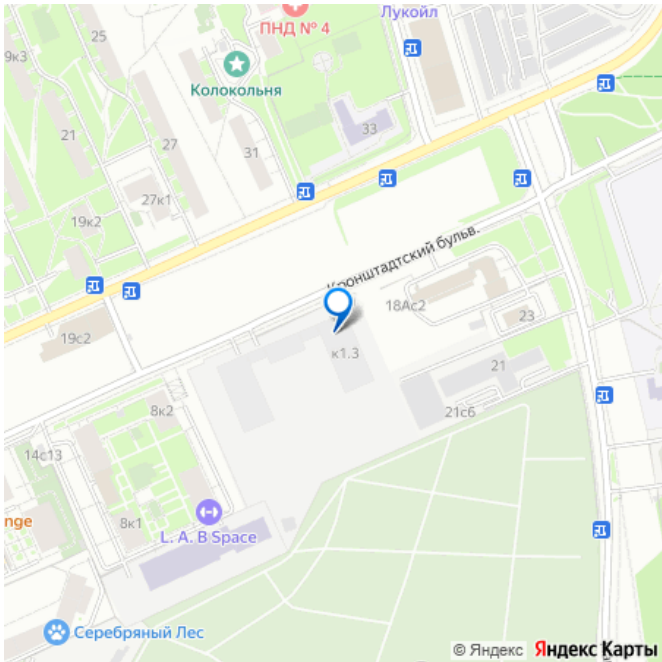 Лукойл
ПНД № 4
25
9к3
Колокольня
21
27
31
33
27к1
19к2
Кронштадтский бульв.
19с2
18Ас2
23
к1.3
21
21с6
8к2
14с13
nge
8к1
L. A. B Space
Серебряный Лес
© Яндекс Яндекс Карты